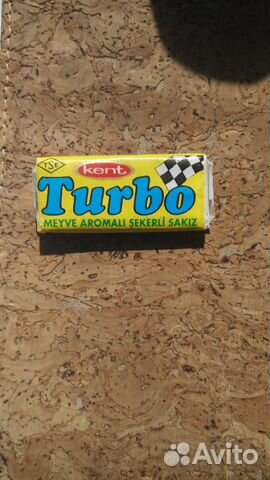 TSE
Kent
Turbo
MEYVE AROMALI ŞEKERLİ SAKIZ
Avito